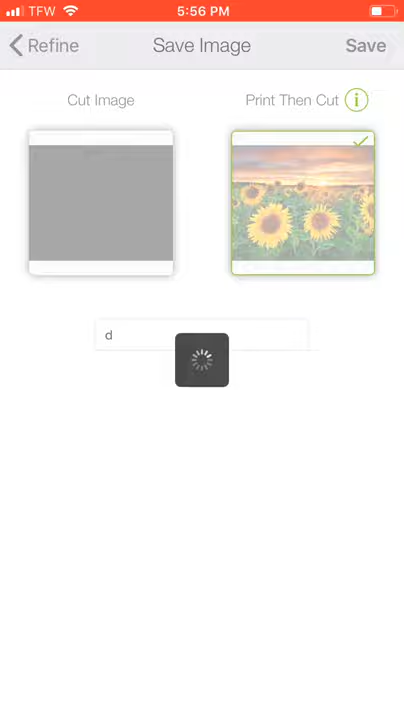 TFW 5:56 PM
Refine Save Image Save
Cut Image Print Then Cut i
d